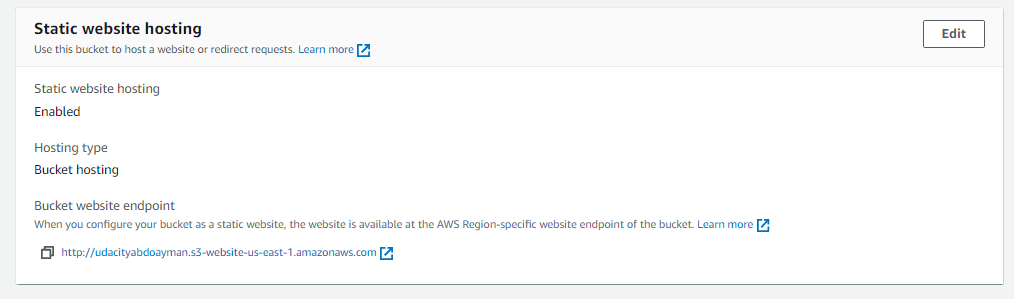 Static website hosting
Edit
Use this bucket to host a website or redirect requests. Learn more
Static website hosting
Enabled
Hosting type
Bucket hosting
Bucket website endpoint
When you configure your bucket as a static website, the website is available at the AWS Region-specific website endpoint of the bucket. Learn more
http://udacityabdoayman.s3-website-us-east-1.amazonaws.com